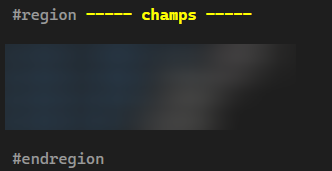 #region ----- champs -----
#endregion